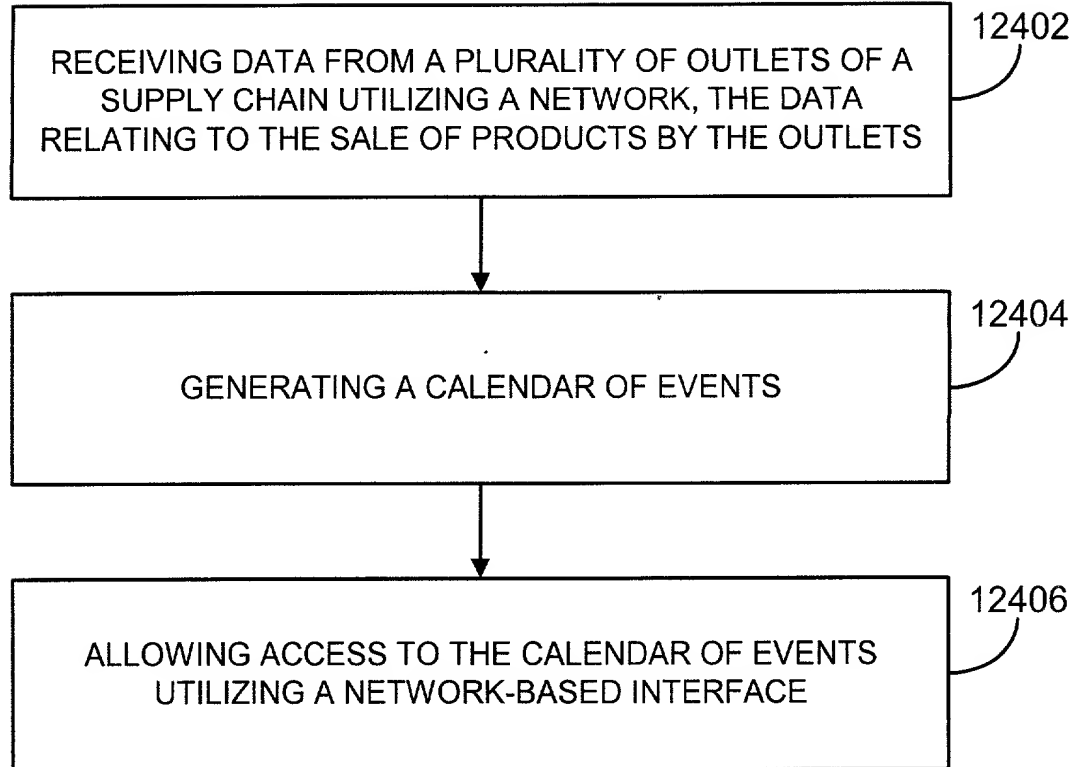 12402
RECEIVING DATA FROM A PLURALITY OF OUTLETS OF A
SUPPLY CHAIN UTILIZING A NETWORK, THE DATA
RELATING TO THE SALE OF PRODUCTS BY THE OUTLETS
12404
GENERATING A CALENDAR OF EVENTS
12406
ALLOWING ACCESS TO THE CALENDAR OF EVENTS
UTILIZING A NETWORK-BASED INTERFACE